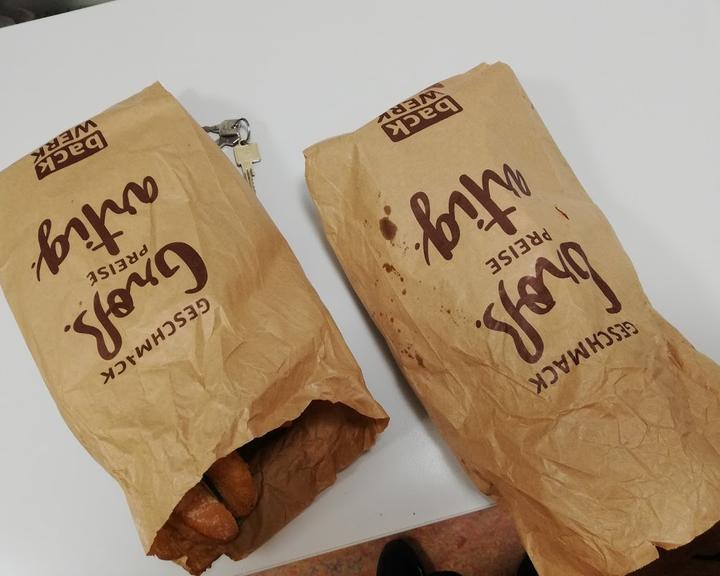 GESCHMACK
Groß.
PREISE
artig.
back
WERK
GESCHMACK
Groß.
PREISE
artig.
back
WERK